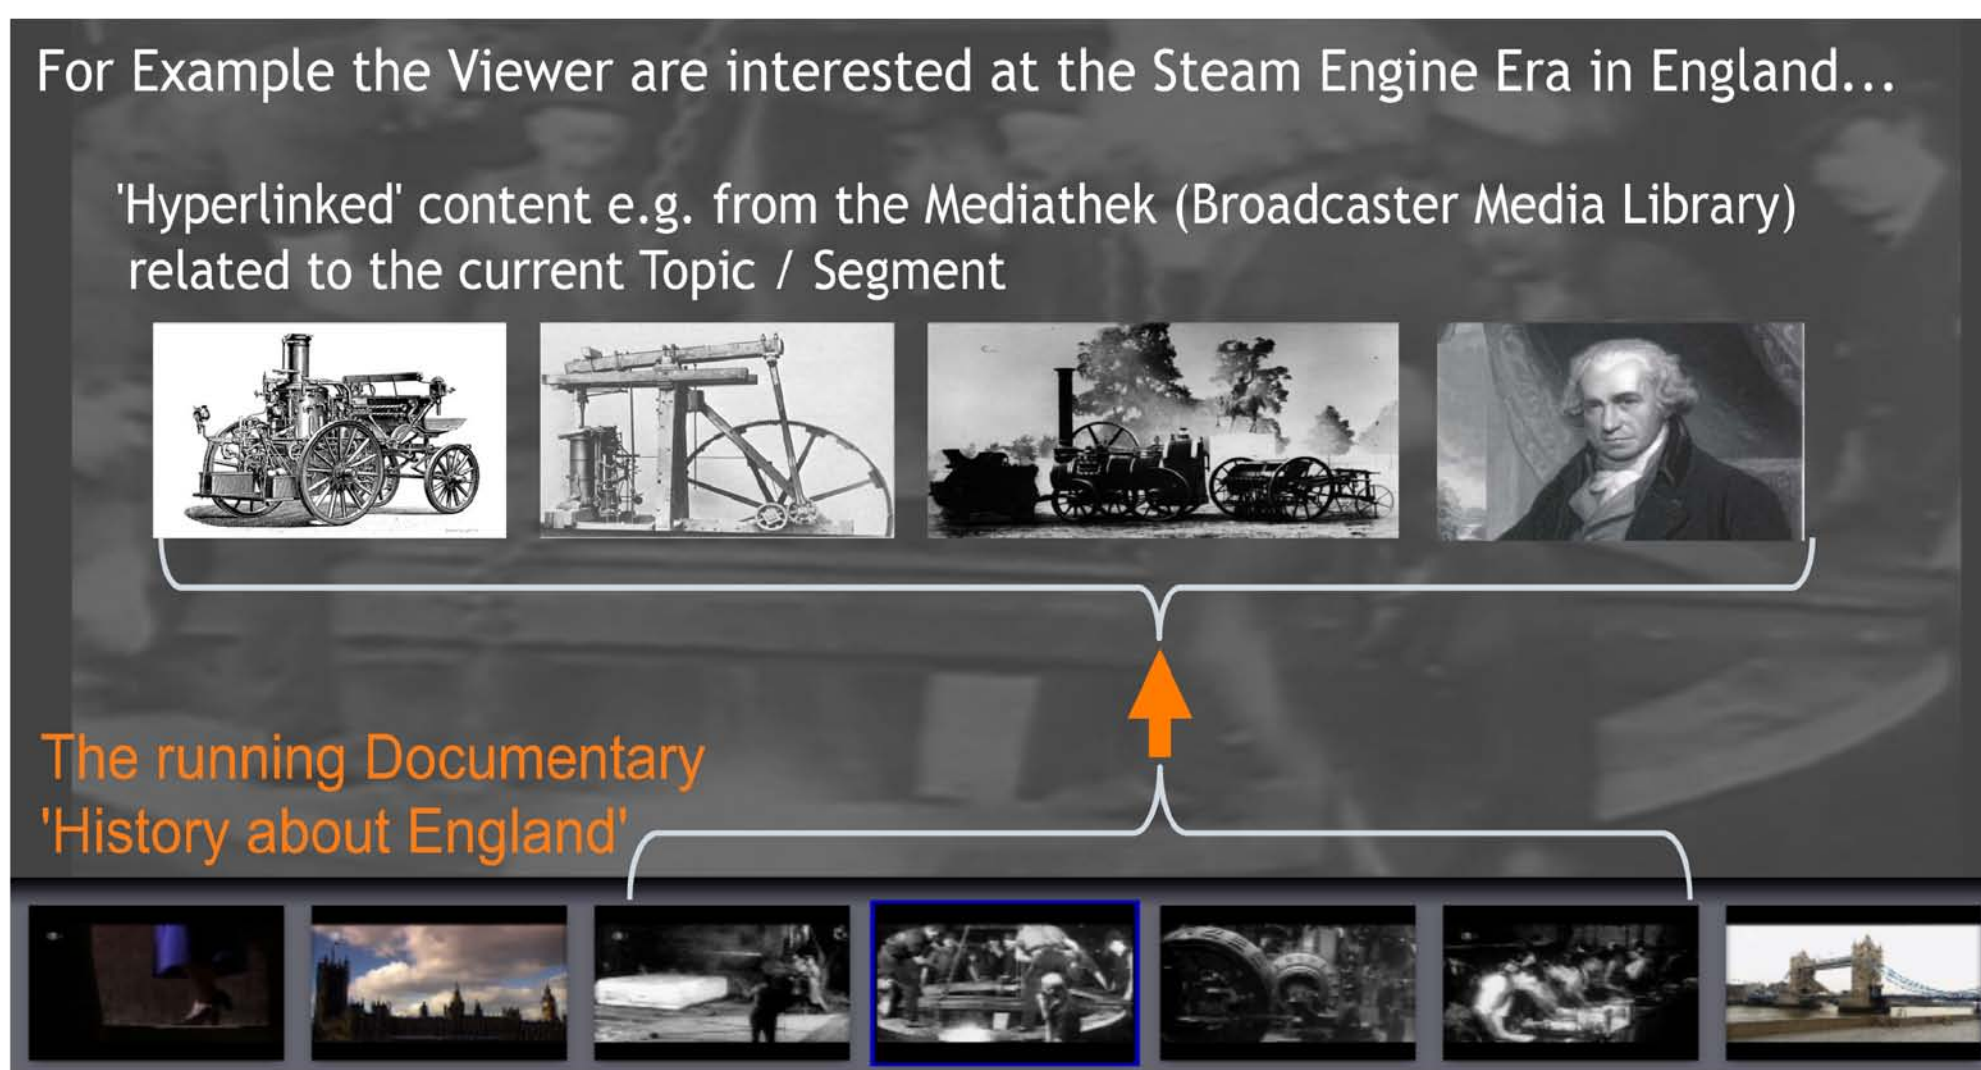 For Example the Viewer are interested at the Steam Engine Era in England...
'Hyperlinked' content e.g. from the Mediathek (Broadcaster Media Library)
related to the current Topic / Segment
The running Documentary
'History about England'